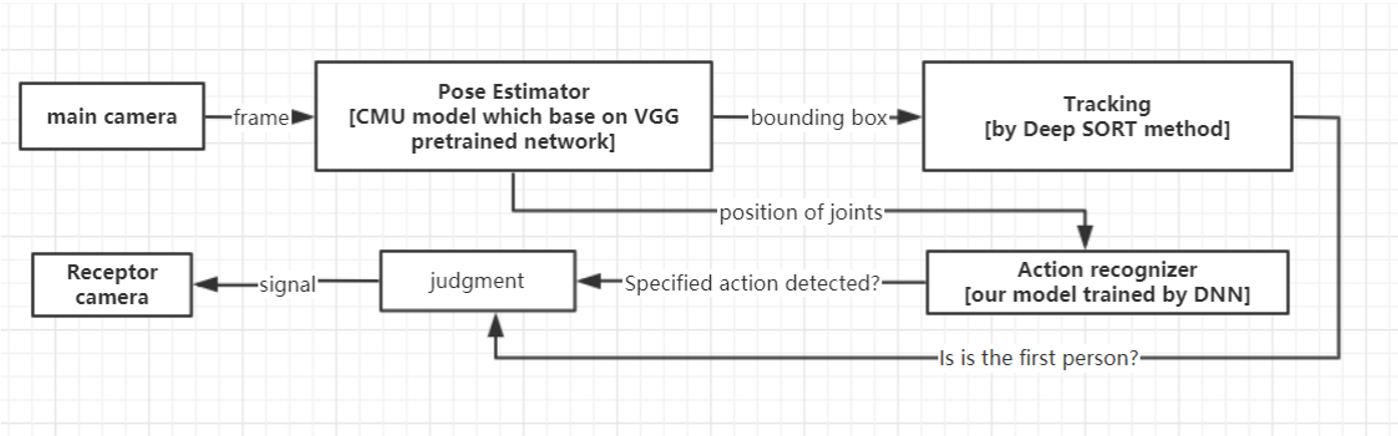 main camera
frame
Pose Estimator
[CMU model which base on VGG
pretrained network]
bounding box
Tracking
[by Deep SORT method]
position of joints
Receptor
camera
signal
judgment
Specified action detected?
Action recognizer
[our model trained by DNN]
Is is the first person?